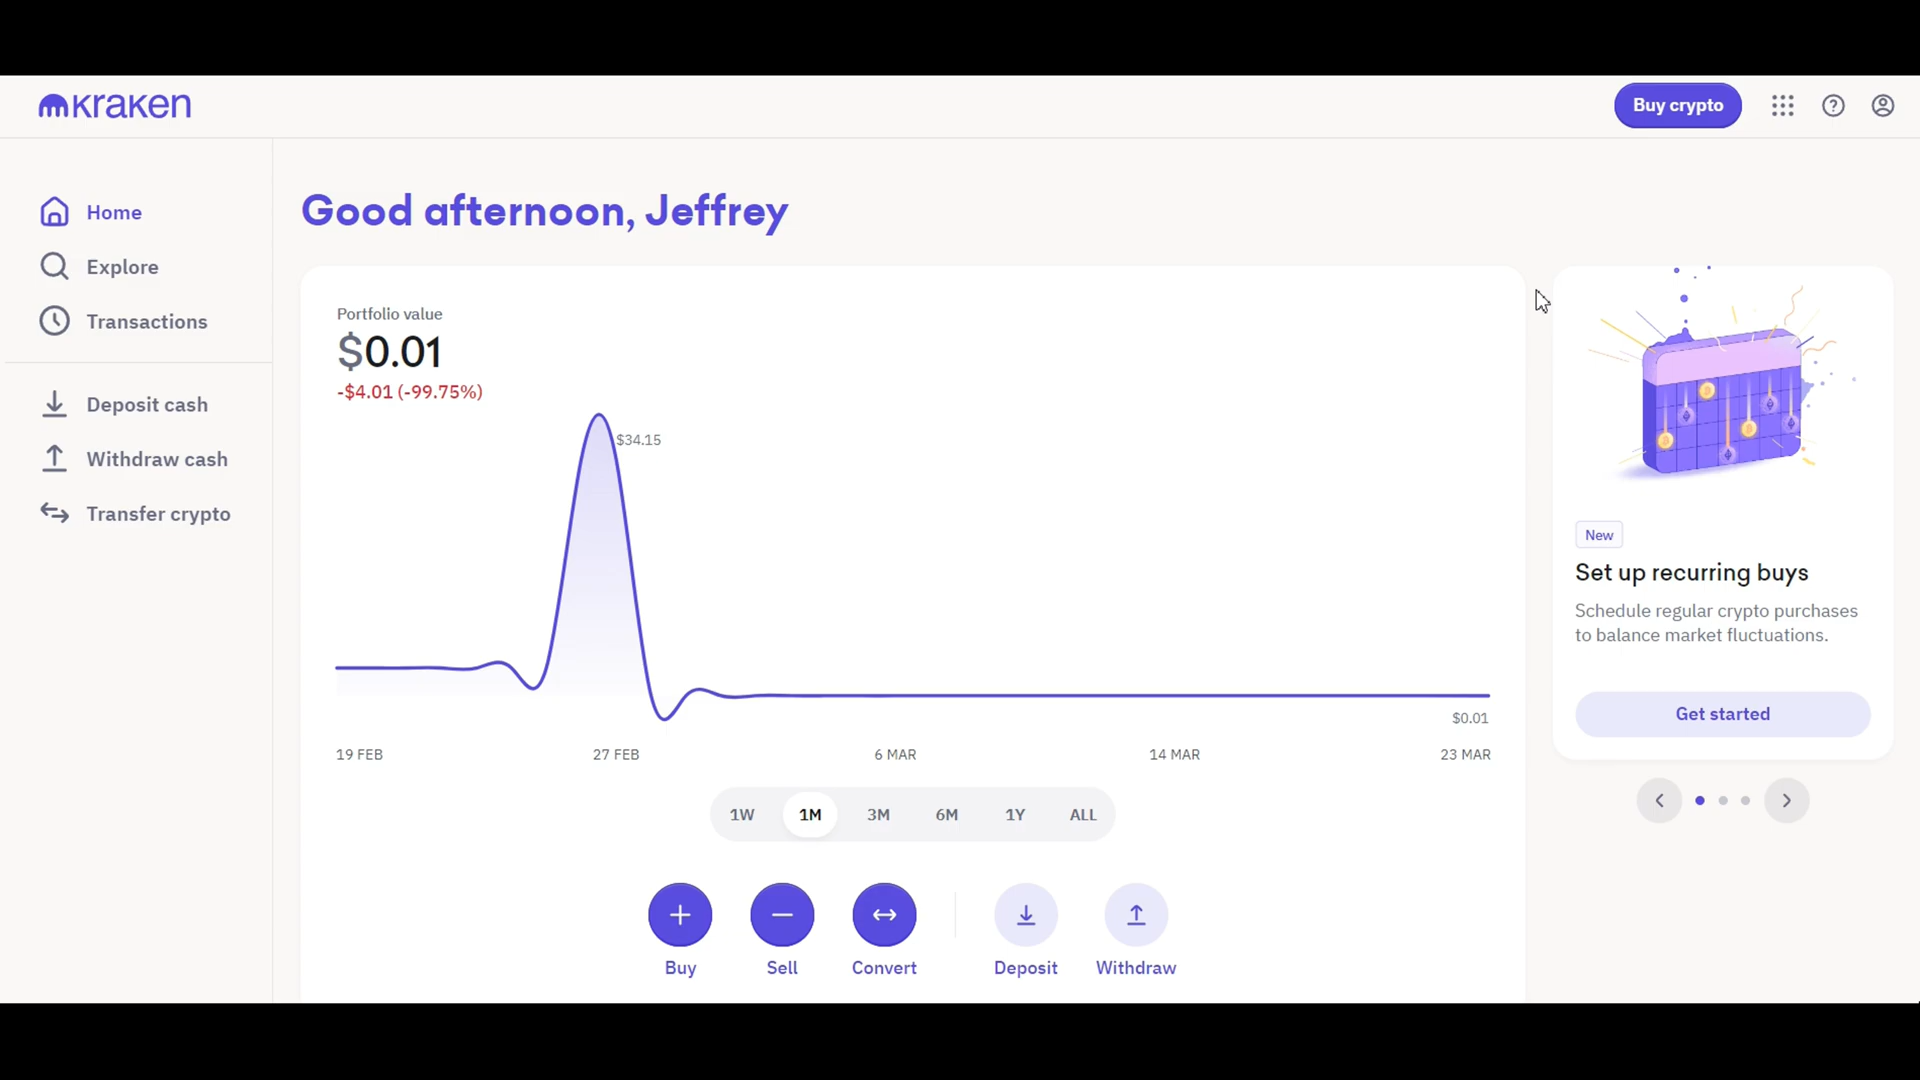 kraken
Buy crypto
Home
Explore
Transactions
Deposit cash
Withdraw cash
Transfer crypto
Good afternoon, Jeffrey
Portfolio value
$0.01
-$4.01 (-99.75%)
$34.15
$0.01
19 FEB
27 FEB
6 MAR
14 MAR
23 MAR
1W
1M
3M
6M
1Y
ALL
Buy
Sell
Convert
Deposit
Withdraw
New
Set up recurring buys
Schedule regular crypto purchases
to balance market fluctuations.
Get started